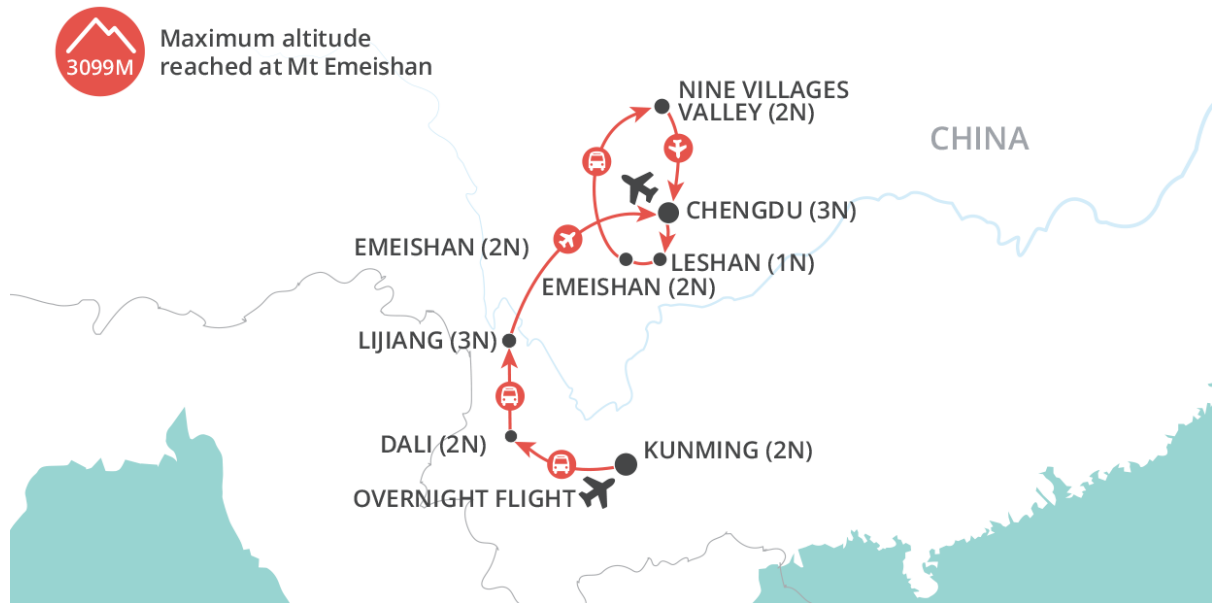 3099M
Maximum altitude
reached at Mt Emeishan
NINE VILLAGES
VALLEY (2N)
CHINA
CHENGDU (3N)
EMEISHAN (2N)
LESHAN (1N)
EMEISHAN (2N)
LIJIANG (3N)
DALI (2N)
KUNMING (2N)
OVERNIGHT FLIGHT